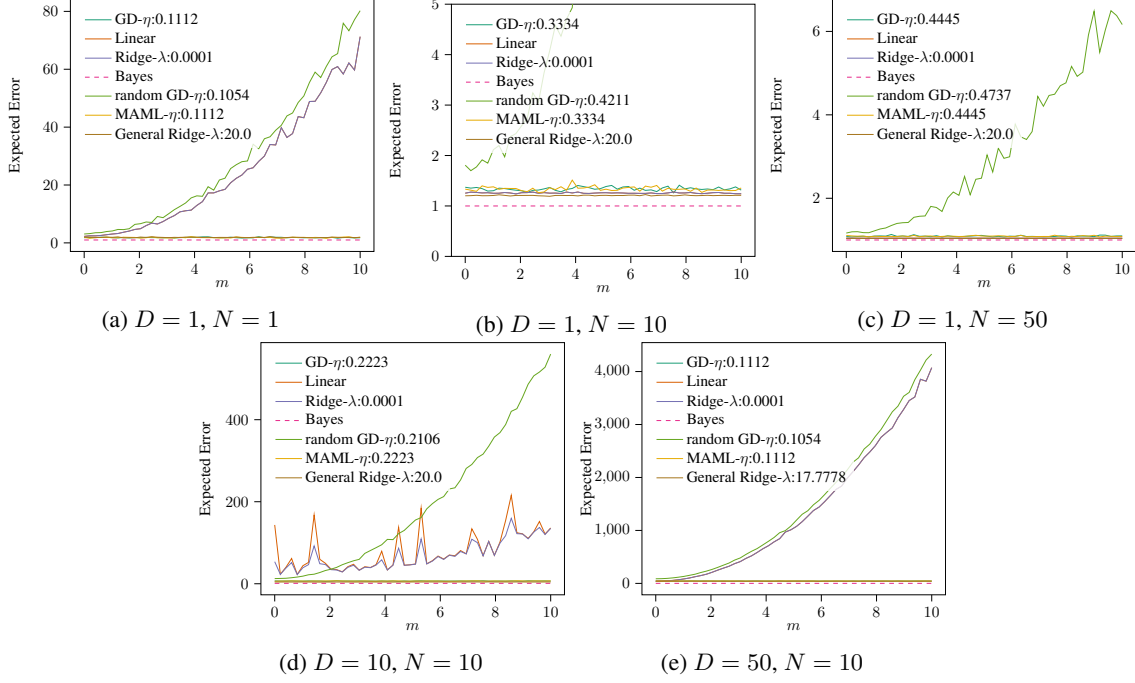 80
60
40
20
0
Expected Error
GD-η:0.1112
Linear
Ridge-λ:0.0001
Bayes
random GD-η:0.1054
MAML-η:0.1112
General Ridge-λ:20.0
0 2 4 6 8 10
m
(a) D = 1, N = 1
5
4
3
2
1
0
Expected Error
GD-η:0.3334
Linear
Ridge-λ:0.0001
Bayes
random GD-η:0.4211
MAML-η:0.3334
General Ridge-λ:20.0
0 2 4 6 8 10
m
(b) D = 1, N = 10
6
4
2
Expected Error
GD-η:0.4445
Linear
Ridge-λ:0.0001
Bayes
random GD-η:0.4737
MAML-η:0.4445
General Ridge-λ:20.0
0 2 4 6 8 10
m
(c) D = 1, N = 50
400
200
0
Expected Error
GD-η:0.2223
Linear
Ridge-λ:0.0001
Bayes
random GD-η:0.2106
MAML-η:0.2223
General Ridge-λ:20.0
0 2 4 6 8 10
m
(d) D = 10, N = 10
4,000
3,000
2,000
1,000
0
Expected Error
GD-η:0.1112
Linear
Ridge-λ:0.0001
Bayes
random GD-η:0.1054
MAML-η:0.1112
General Ridge-λ:17.7778
0 2 4 6 8 10
m
(e) D = 50, N = 10